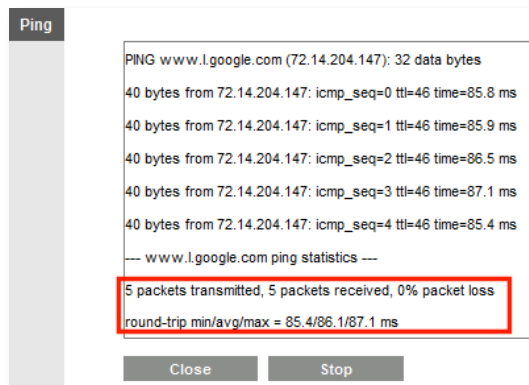 Ping
PING www.l.google.com (72.14.204.147): 32 data bytes
40 bytes from 72.14.204.147: icmp_seq=0 ttl=46 time=85.8 ms
40 bytes from 72.14.204.147: icmp_seq=1 ttl=46 time=85.9 ms
40 bytes from 72.14.204.147: icmp_seq=2 ttl=46 time=86.5 ms
40 bytes from 72.14.204.147: icmp_seq=3 ttl=46 time=87.1 ms
40 bytes from 72.14.204.147: icmp_seq=4 ttl=46 time=85.4 ms
--- www.l.google.com ping statistics ---
5 packets transmitted, 5 packets received, 0% packet loss
round-trip min/avg/max = 85.4/86.1/87.1 ms
Close Stop